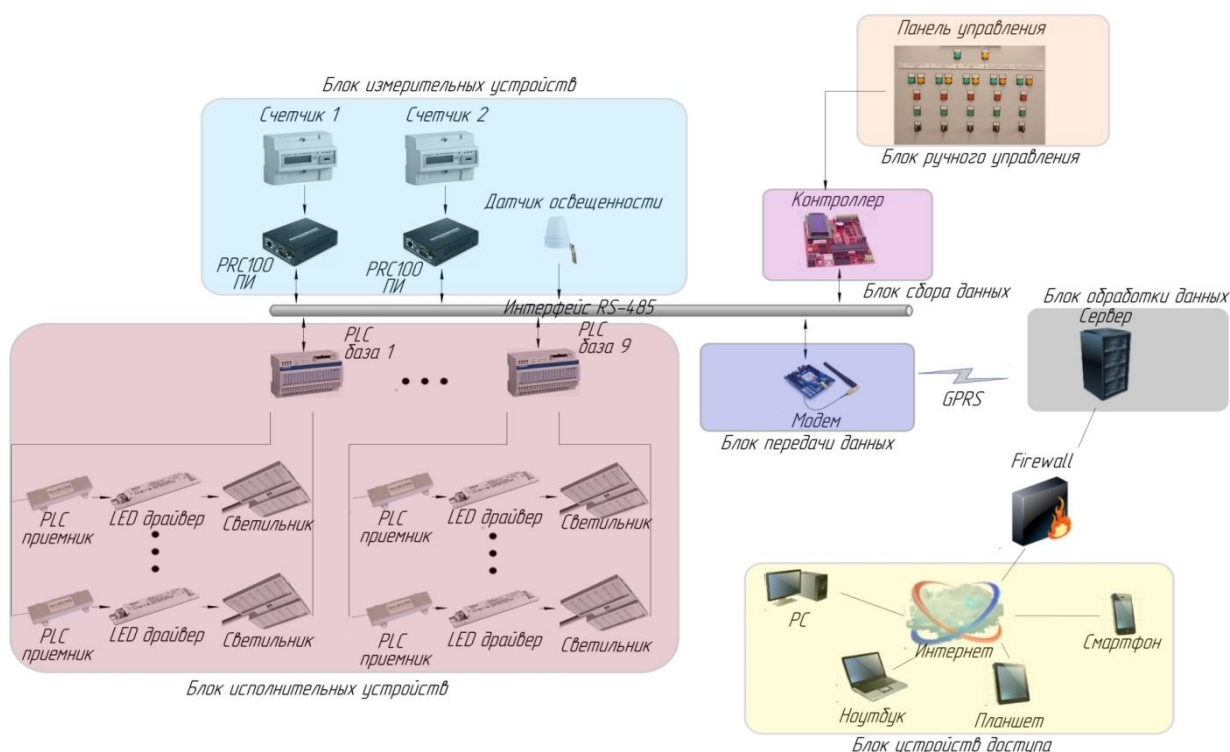 Панель управления
Блок ручного управления
Блок измерительных устройств
Счетчик 1
Счетчик 2
Датчик освещенности
PRC100
ПИ
PRC100
ПИ
Контроллер
Блок сбора данных
Интерфейс RS-485
Блок обработки данных
Сервер
PLC
база 1
PLC
база 9
Модем
Блок передачи данных
GPRS
Firewall
PLC
приемник
LED драйвер
Светильник
PLC
приемник
LED драйвер
Светильник
PLC
приемник
LED драйвер
Светильник
PLC
приемник
LED драйвер
Светильник
Блок исполнительных устройств
PC
Интернет
Смартфон
Ноутбук
Планшет
Блок устройств доступа